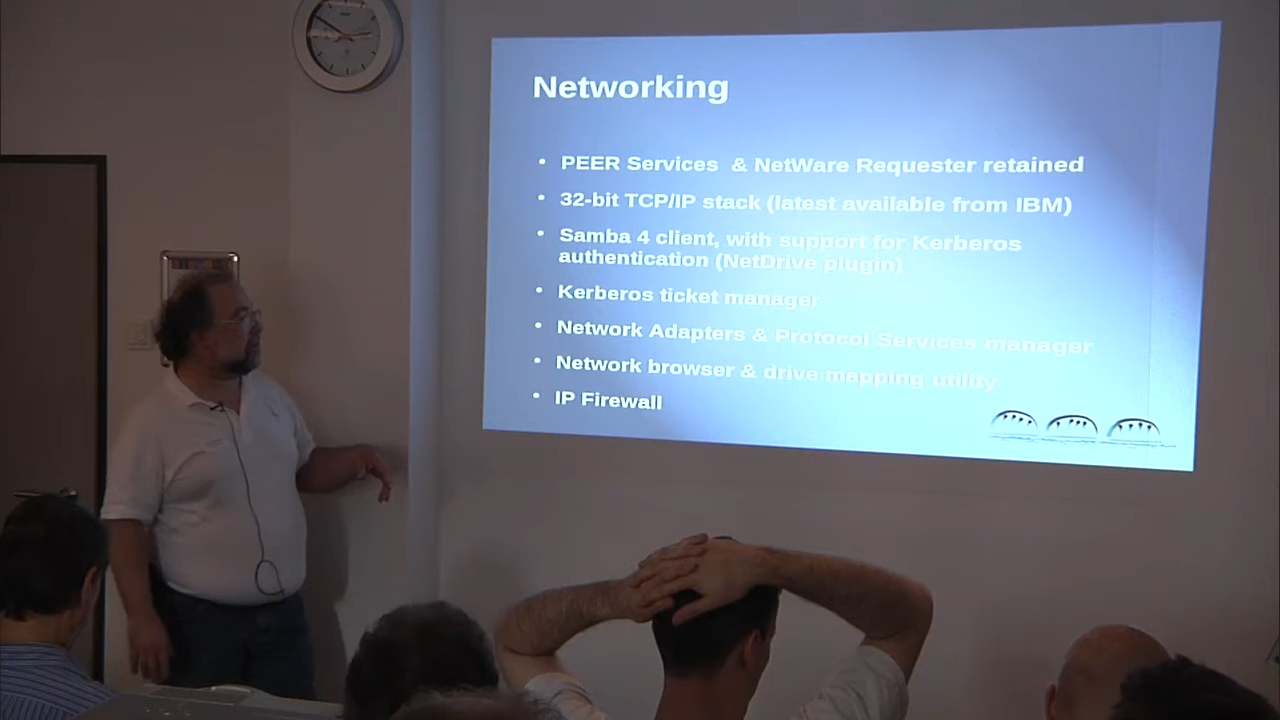 Networking
• PEER Services & NetWare Requester retained
• 32-bit TCP/IP stack (latest available from IBM)
• Samba 4 client, with support for Kerberos
authentication (NetDrive plugin)
• Kerberos ticket manager
• Network Adapters & Protocol Services manager
• Network browser & drive mapping utility
• IP Firewall